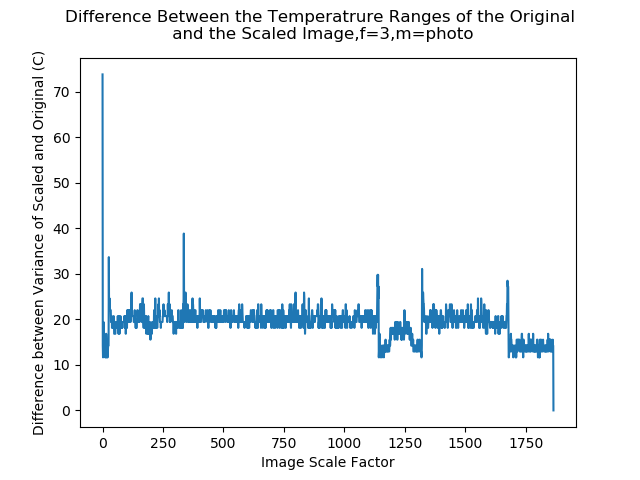 Difference Between the Temperatrure Ranges of the Original
and the Scaled Image,f=3,m=photo
Difference between Variance of Scaled and Original (C)
70
60
50
40
30
20
10
0
0 250 500 750 1000 1250 1500 1750
Image Scale Factor